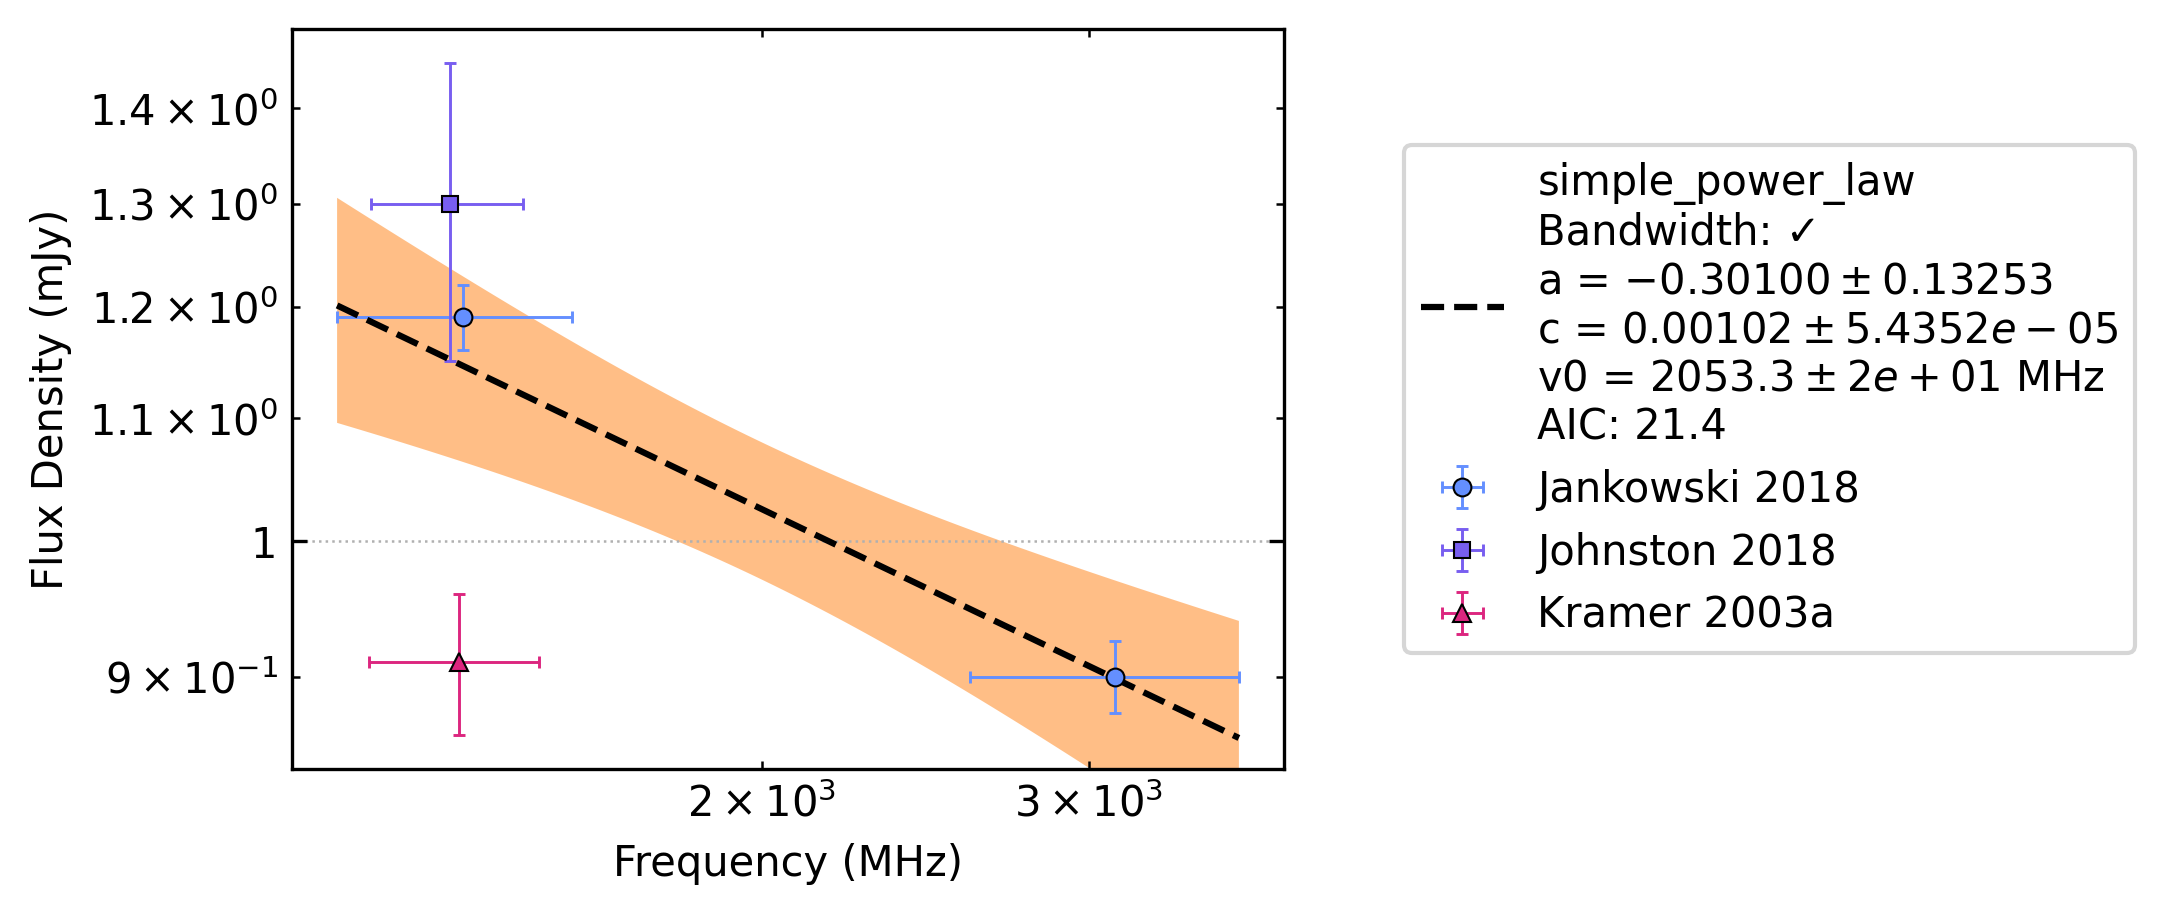 1.4 × 10⁰
1.3 × 10⁰
1.2 × 10⁰
1.1 × 10⁰
1
9 × 10⁻¹
Flux Density (mJy)
2 × 10³
3 × 10³
Frequency (MHz)
simple_power_law
Bandwidth: ✓
a = −0.30100 ± 0.13253
c = 0.00102 ± 5.4352e − 05
v0 = 2053.3 ± 2e + 01 MHz
AIC: 21.4
Jankowski 2018
Johnston 2018
Kramer 2003a